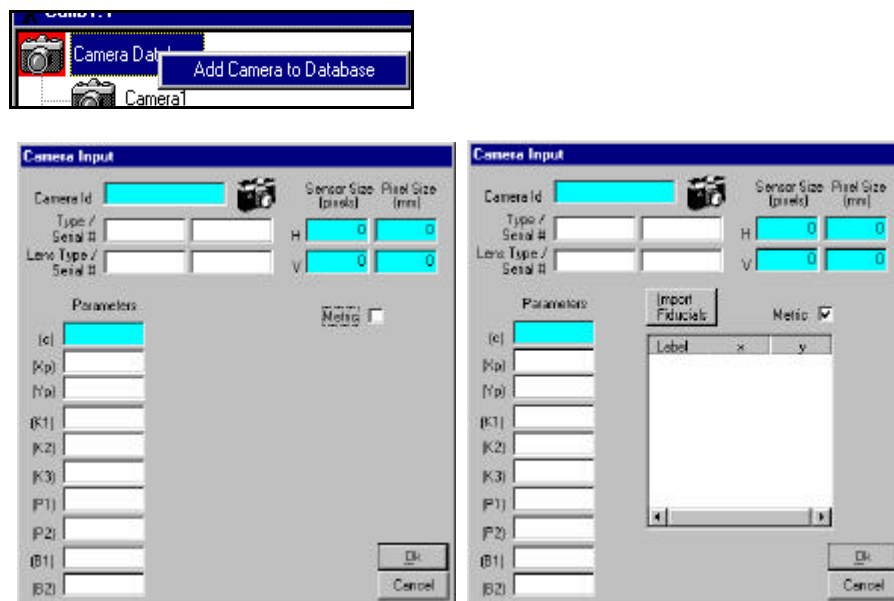 Camera Dat
Add Camera to Database
Camera1
Camera Input
Camera Id
Sensor Size Pixel Size
(pixels) (mm)
Type /
Serial #
H 0 0
Lens Type /
Serial #
V 0 0
Parameters
Metric
(c)
(Xp)
(Yp)
(K1)
(K2)
(K3)
(P1)
(P2)
(B1)
(B2)
Ok
Cancel
Camera Input
Camera Id
Sensor Size Pixel Size
(pixels) (mm)
Type /
Serial #
H 0 0
Lens Type /
Serial #
V 0 0
Parameters
Import
Fiducials
Metric
(c)
Label x y
(Xp)
(Yp)
(K1)
(K2)
(K3)
(P1)
(P2)
(B1)
(B2)
Ok
Cancel